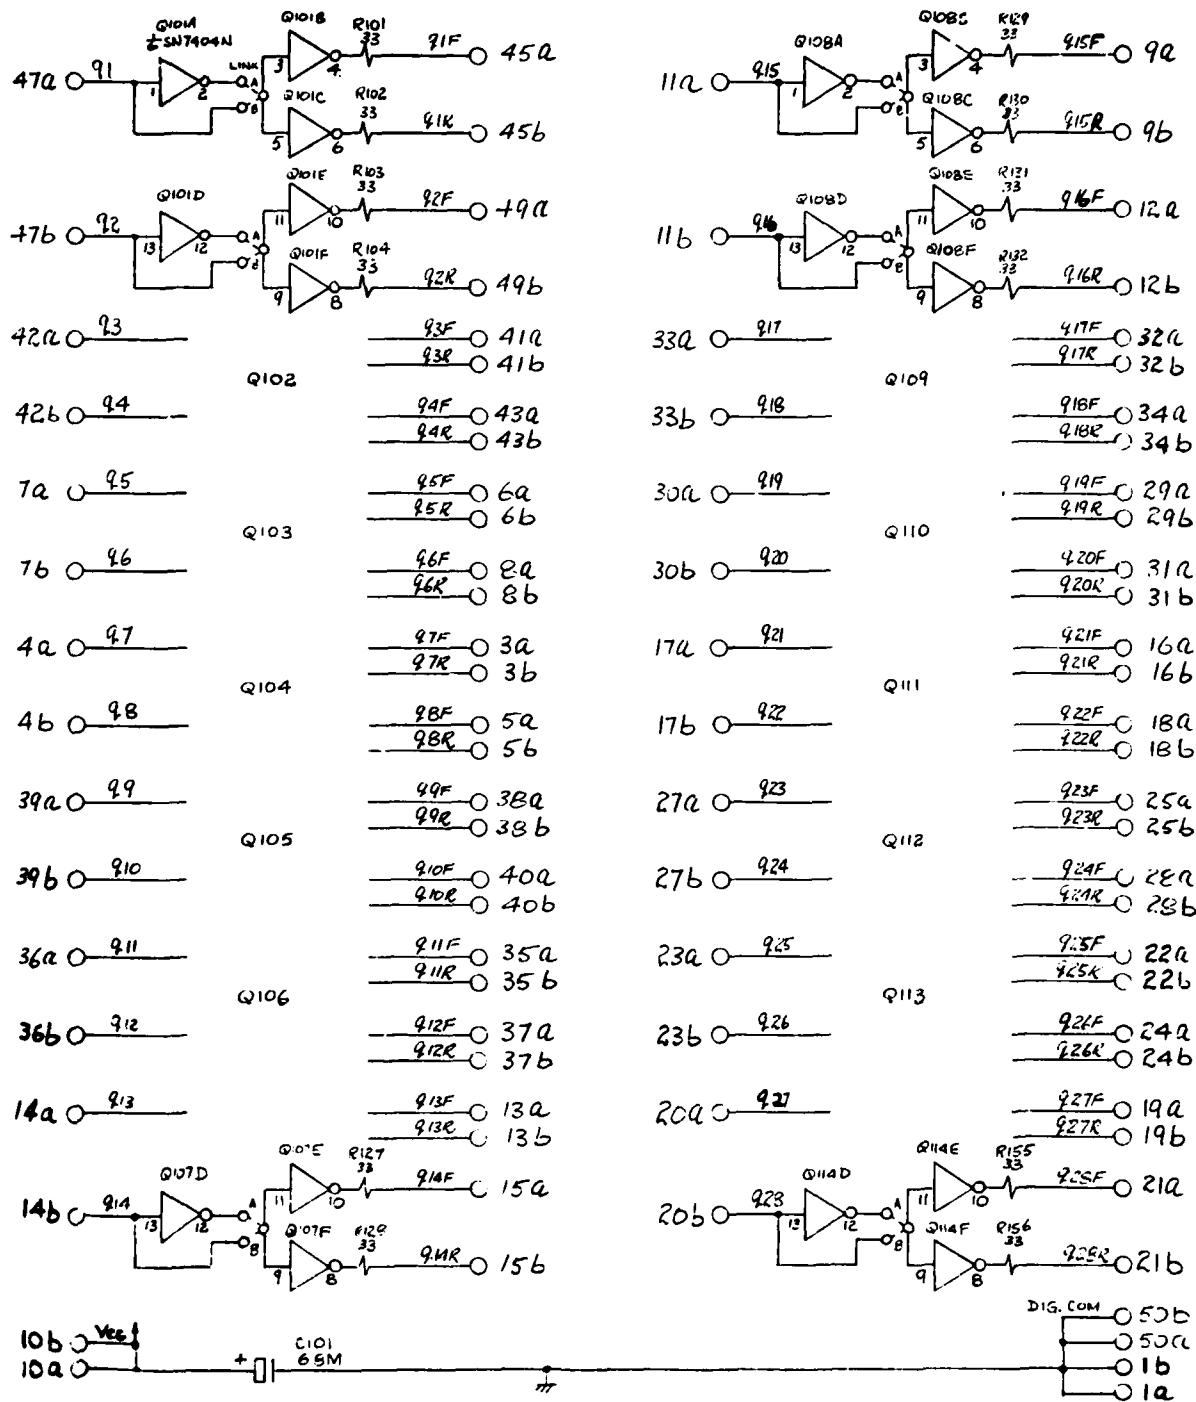 Q101A
½SN7404N
Q101B
R101
33
q1F
45a
47a
q1
1
2
LINK
A
B
3
4
Q101C
R102
33
q1R
45b
5
6
Q101D
Q101E
R103
33
q2F
49a
47b
q2
13
12
A
B
11
10
Q101F
R104
33
q2R
49b
9
8
42a q3 q3F 41a
q3R 41b
Q102
42b q4 q4F 43a
q4R 43b
7a q5 q5F 6a
q5R 6b
Q103
7b q6 q6F 8a
q6R 8b
4a q7 q7F 3a
q7R 3b
Q104
4b q8 q8F 5a
q8R 5b
39a q9 q9F 38a
q9R 38b
Q105
39b q10 q10F 40a
q10R 40b
36a q11 q11F 35a
q11R 35b
Q106
36b q12 q12F 37a
q12R 37b
14a q13 q13F 13a
q13R 13b
Q107D
Q107E
R127
33
q14F
15a
14b
q14
13
12
A
B
11
10
Q107F
R128
33
q14R
15b
9
8
Q108A
Q108B
R129
33
q15F
9a
11a
q15
1
2
A
B
3
4
Q108C
R130
33
q15R
9b
5
6
Q108D
Q108E
R131
33
q16F
12a
11b
q16
13
12
A
B
11
10
Q108F
R132
33
q16R
12b
9
8
33a q17 q17F 32a
q17R 32b
Q109
33b q18 q18F 34a
q18R 34b
30a q19 q19F 29a
q19R 29b
Q110
30b q20 q20F 31a
q20R 31b
17a q21 q21F 16a
q21R 16b
Q111
17b q22 q22F 18a
q22R 18b
27a q23 q23F 25a
q23R 25b
Q112
27b q24 q24F 28a
q24R 28b
23a q25 q25F 22a
q25R 22b
Q113
23b q26 q26F 24a
q26R 24b
20a q27 q27F 19a
q27R 19b
Q114D
Q114E
R155
33
q28F
21a
20b
q28
13
12
A
B
11
10
Q114F
R156
33
q28R
21b
9
8
10b Vcc
10a
+
C101
68M
DIG. COM
50b
50a
1b
1a